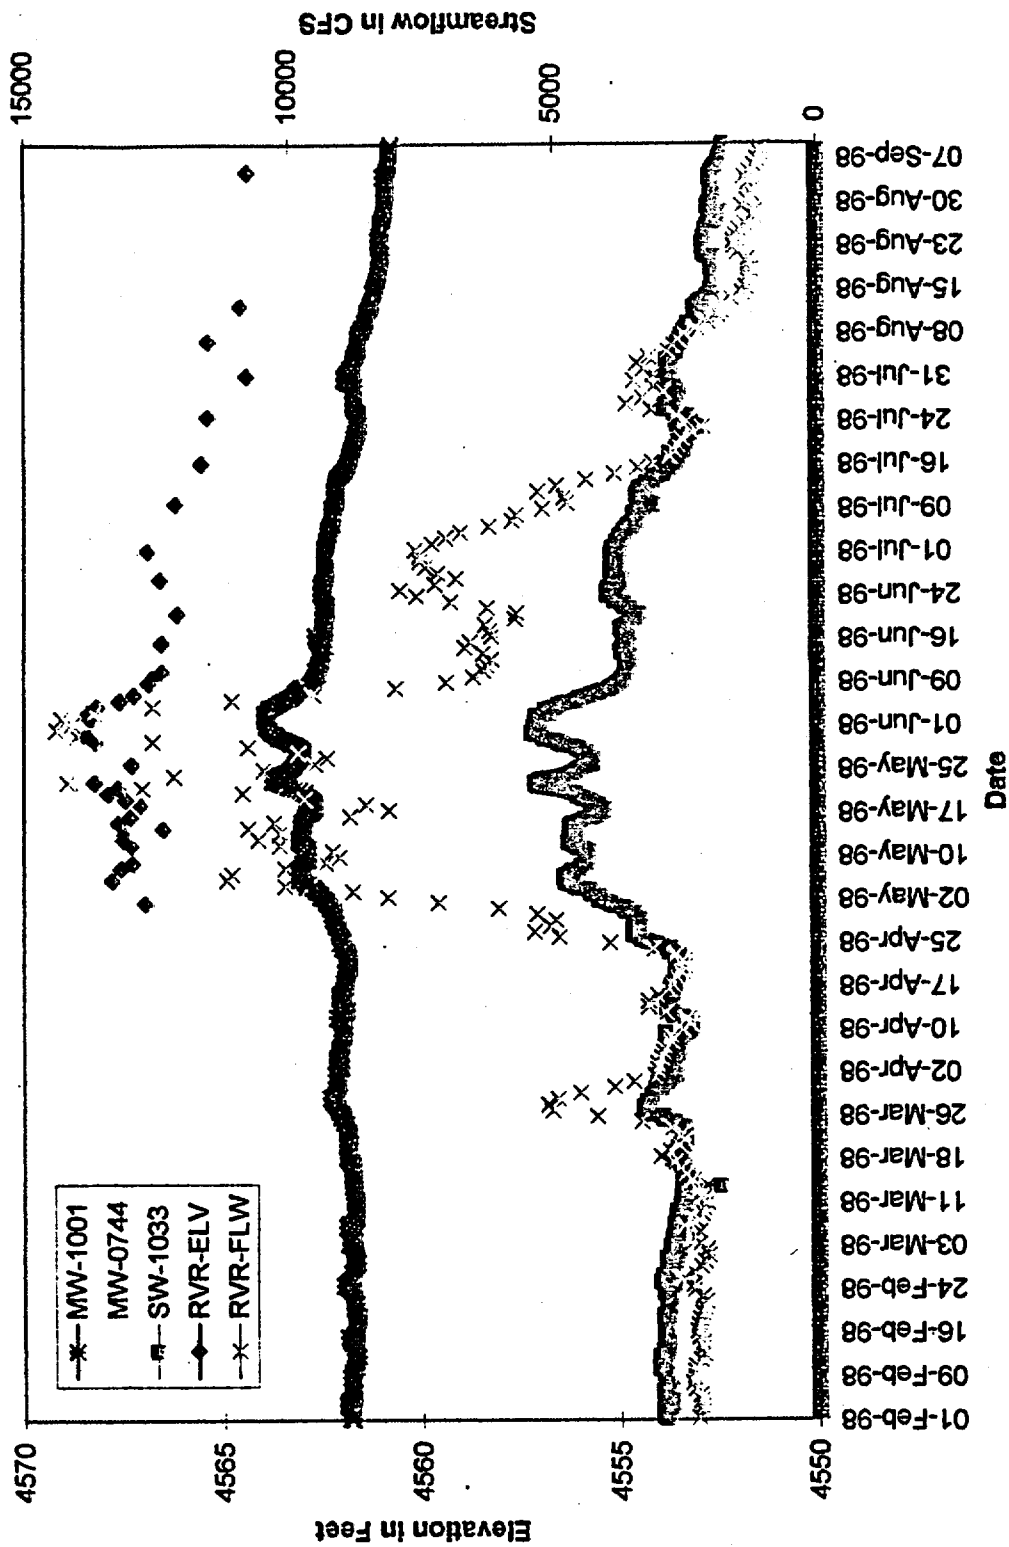 MW-1001
MW-0744
SW-1033
RVR-ELV
RVR-FLW
Elevation in Feet
4570
4565
4560
4555
4550
Streamflow in CFS
15000
10000
5000
0
01-Feb-98
09-Feb-98
16-Feb-98
24-Feb-98
03-Mar-98
11-Mar-98
18-Mar-98
26-Mar-98
02-Apr-98
10-Apr-98
17-Apr-98
25-Apr-98
02-May-98
10-May-98
17-May-98
25-May-98
01-Jun-98
09-Jun-98
16-Jun-98
24-Jun-98
01-Jul-98
09-Jul-98
16-Jul-98
24-Jul-98
31-Jul-98
08-Aug-98
15-Aug-98
23-Aug-98
30-Aug-98
07-Sep-98
Date